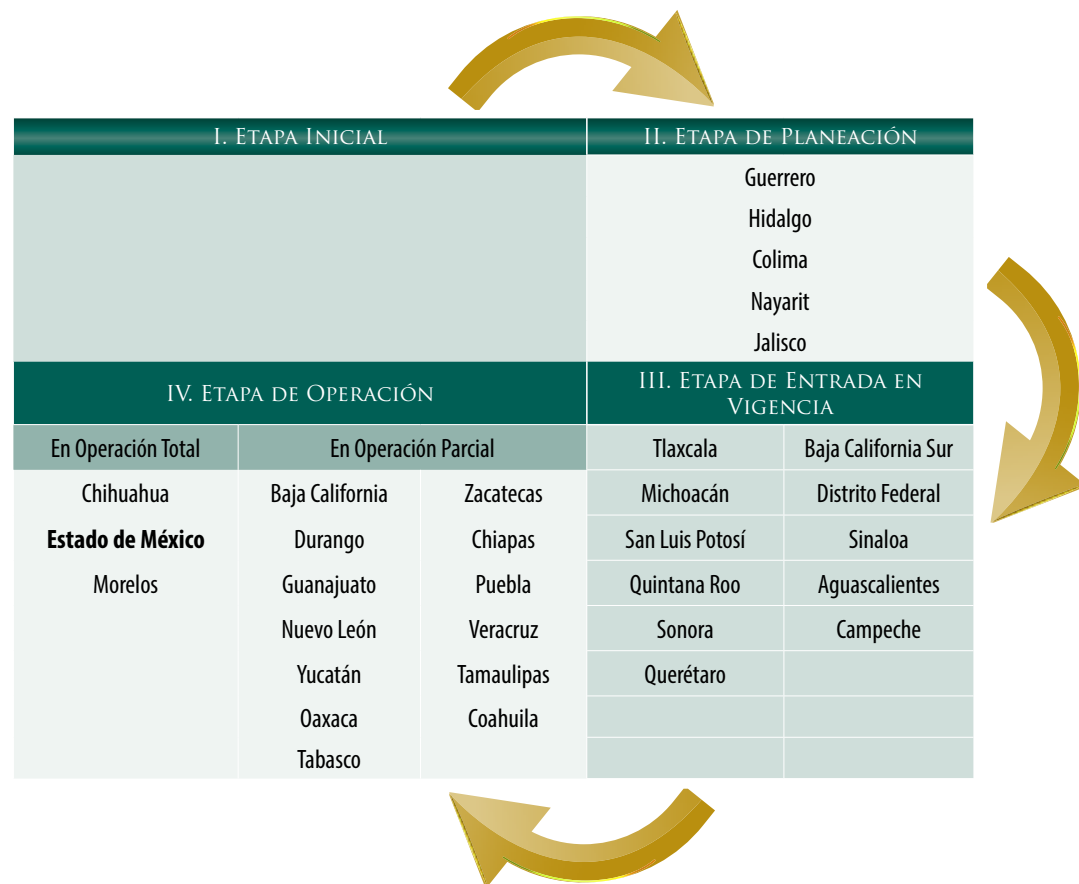 I. Etapa Inicial
II. Etapa de Planeación
Guerrero
Hidalgo
Colima
Nayarit
Jalisco
IV. Etapa de Operación
III. Etapa de Entrada en
Vigencia
En Operación Total
En Operación Parcial
Tlaxcala
Baja California Sur
Chihuahua
Baja California
Zacatecas
Michoacán
Distrito Federal
Estado de México
Durango
Chiapas
San Luis Potosí
Sinaloa
Morelos
Guanajuato
Puebla
Quintana Roo
Aguascalientes
Nuevo León
Veracruz
Sonora
Campeche
Yucatán
Tamaulipas
Querétaro
Oaxaca
Coahuila
Tabasco